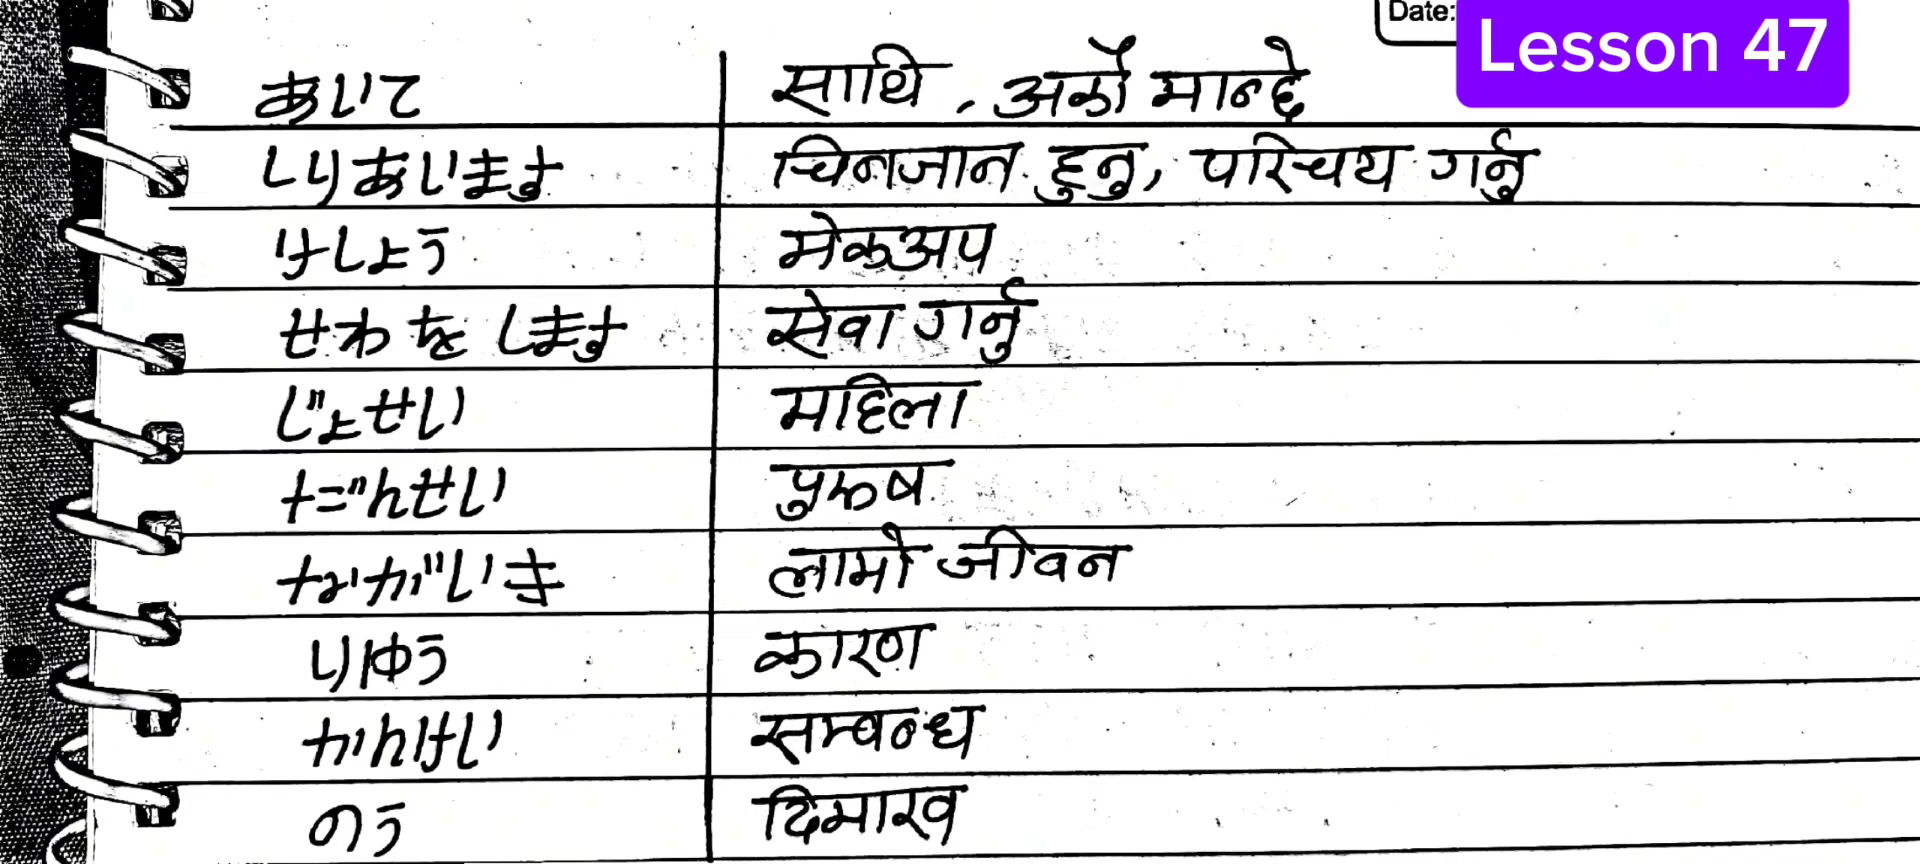 Date:
Lesson 47
あいて साथि, अर्को मान्छे
しりあいます चिनजान हुनु, परिचय गर्नु
けしょう मेकअप
せわを します सेवा गर्नु
じょせい महिला
だんせい पुरुष
ながいき लामो जीवन
りゆう कारण
かんけい सम्बन्ध
のう दिमाख